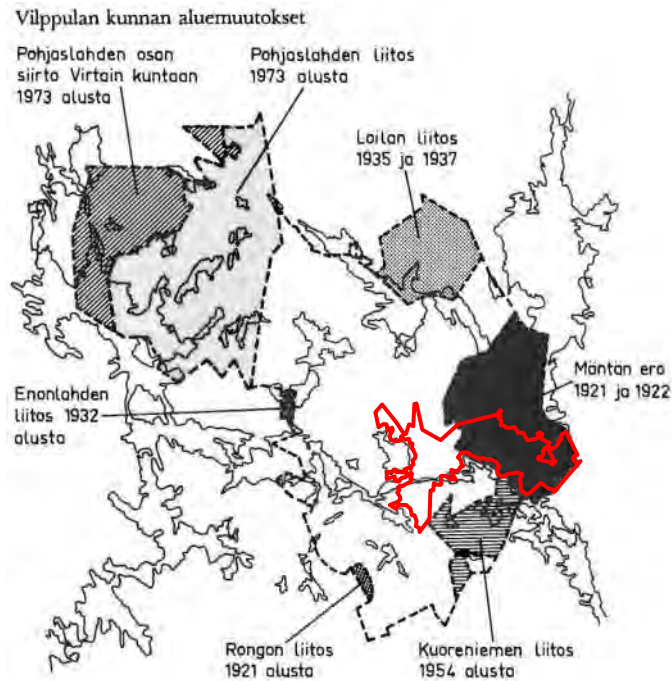 Vilppulan kunnan aluemuutokset
Pohjaslahden osan
siirto Virtain kuntaan
1973 alusta
Pohjaslahden liitos
1973 alusta
Loilan liitos
1935 ja 1937
Mäntän ero
1921 ja 1922
Enonlahden
liitos 1932
alusta
Rongon liitos
1921 alusta
Kuoreniemen liitos
1954 alusta